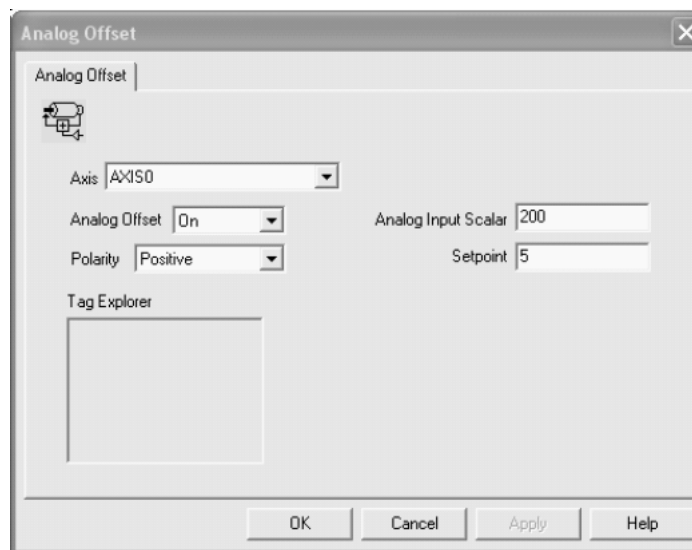 Analog Offset
Analog Offset
Axis AXIS0
Analog Offset On
Analog Input Scalar 200
Polarity Positive
Setpoint 5
Tag Explorer
OK Cancel Apply Help